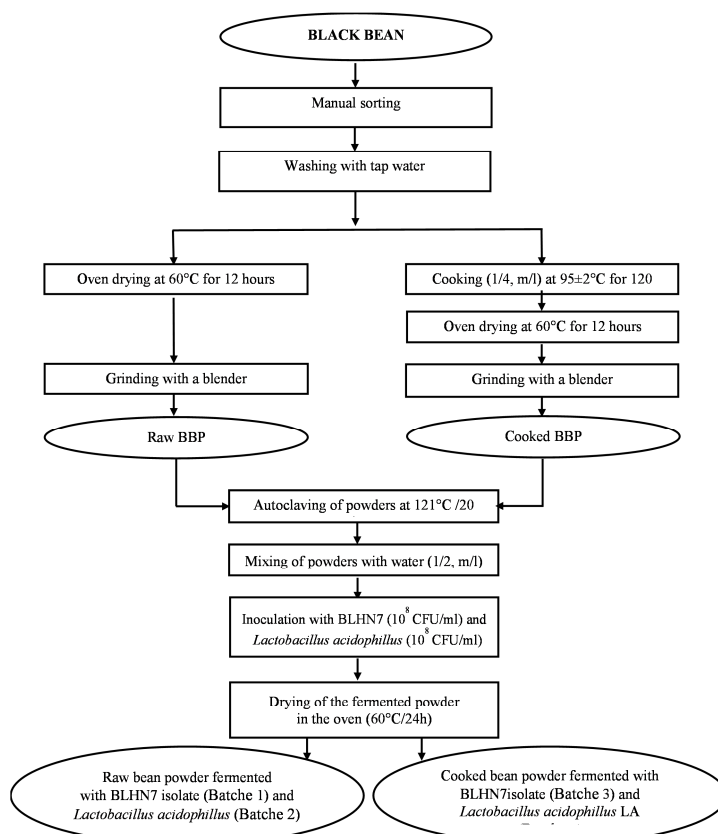 BLACK BEAN
Manual sorting
Washing with tap water
Oven drying at 60°C for 12 hours
Cooking (1/4, m/l) at 95±2°C for 120
Oven drying at 60°C for 12 hours
Grinding with a blender
Grinding with a blender
Raw BBP
Cooked BBP
Autoclaving of powders at 121°C /20
Mixing of powders with water (1/2, m/l)
Inoculation with BLHN7 (10⁸ CFU/ml) and
Lactobacillus acidophillus (10⁸ CFU/ml)
Drying of the fermented powder
in the oven (60°C/24h)
Raw bean powder fermented
with BLHN7 isolate (Batche 1) and
Lactobacillus acidophillus (Batche 2)
Cooked bean powder fermented with
BLHN7isolate (Batche 3) and
Lactobacillus acidophillus LA